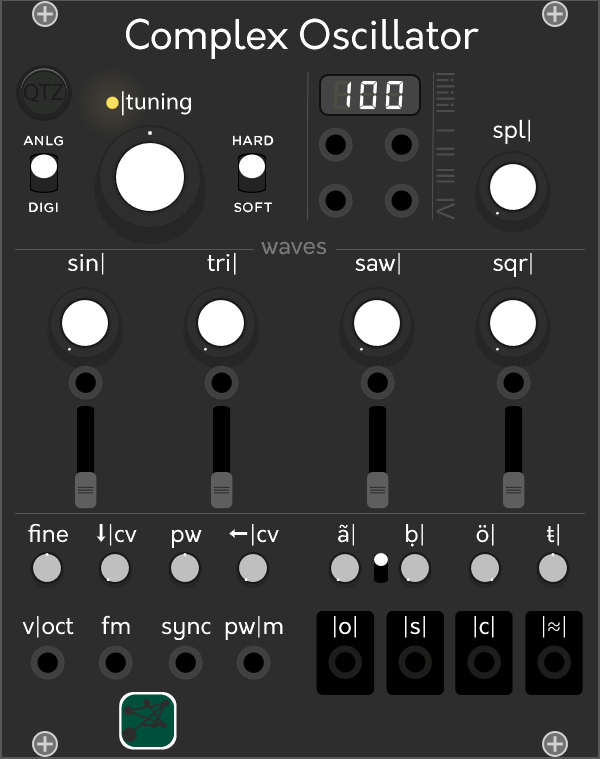 Complex Oscillator
QTZ
|tuning
100
ANLG
HARD
spl|
DIGI
SOFT
waves
sin| tri| saw| sqr|
fine ↓|cv pw ←|cv ã| ḅ| ö| ŧ|
v|oct fm sync pw|m |o| |s| |c| |≈|